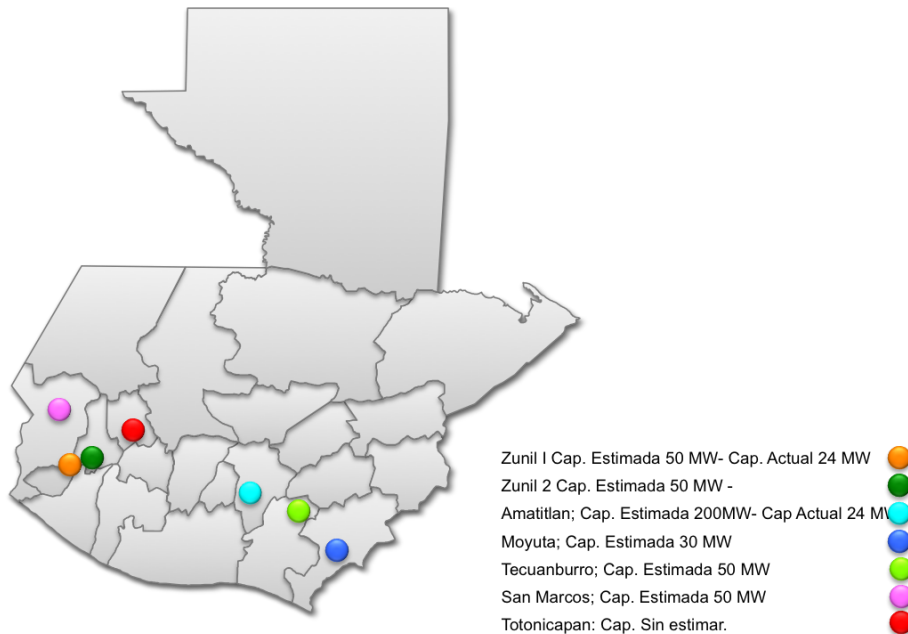 Zunil I Cap. Estimada 50 MW- Cap. Actual 24 MW
Zunil 2 Cap. Estimada 50 MW -
Amatitlan; Cap. Estimada 200MW- Cap Actual 24 MW
Moyuta; Cap. Estimada 30 MW
Tecuanburro; Cap. Estimada 50 MW
San Marcos; Cap. Estimada 50 MW
Totonicapan: Cap. Sin estimar.